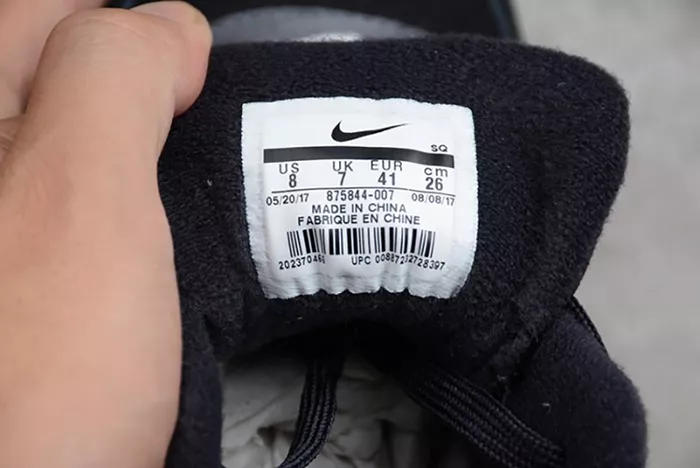 SQ
US UK EUR cm
8 7 41 26
05/20/17 875844-007 08/08/17
MADE IN CHINA
FABRIQUE EN CHINE
UPC